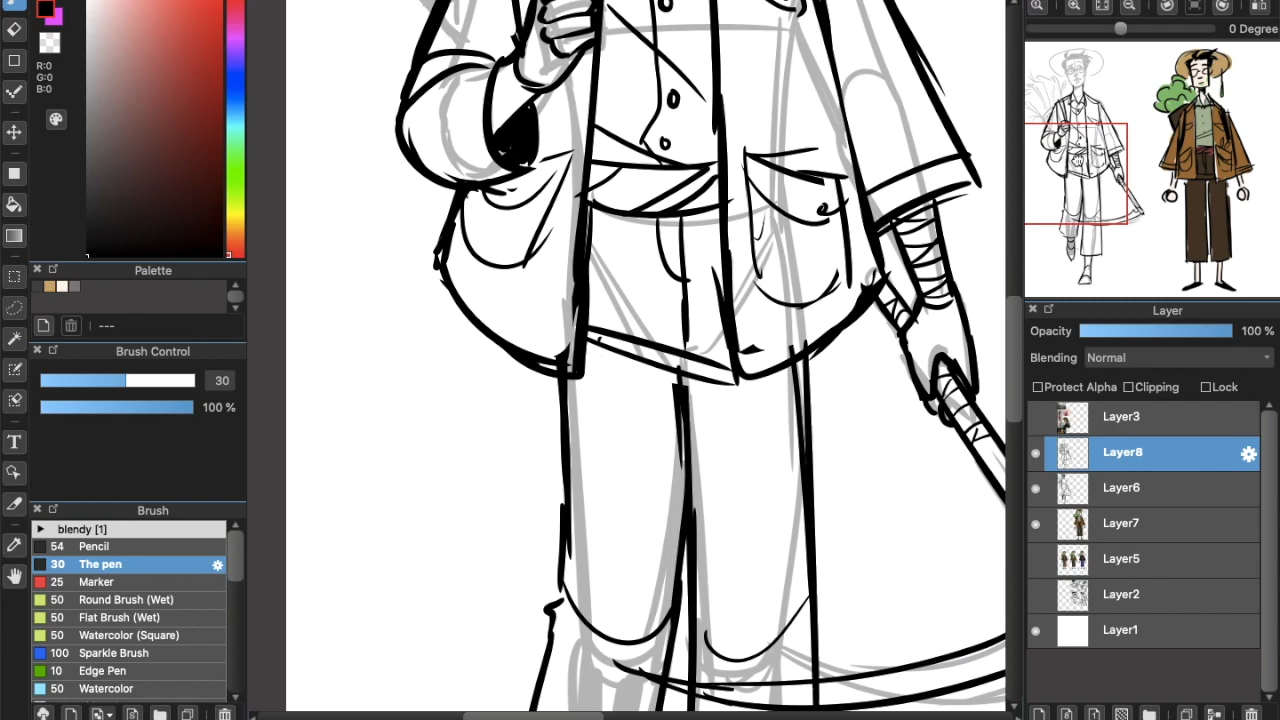 R:0
G:0
B:0
Palette
---
Brush Control
30
100 %
Brush
blendy [1]
54 Pencil
30 The pen
25 Marker
50 Round Brush (Wet)
50 Flat Brush (Wet)
50 Watercolor (Square)
100 Sparkle Brush
10 Edge Pen
50 Watercolor
T
0 Degree
Layer
Opacity 100 %
Blending Normal
Protect Alpha Clipping Lock
Layer3
Layer8
Layer6
Layer7
Layer5
Layer2
Layer1